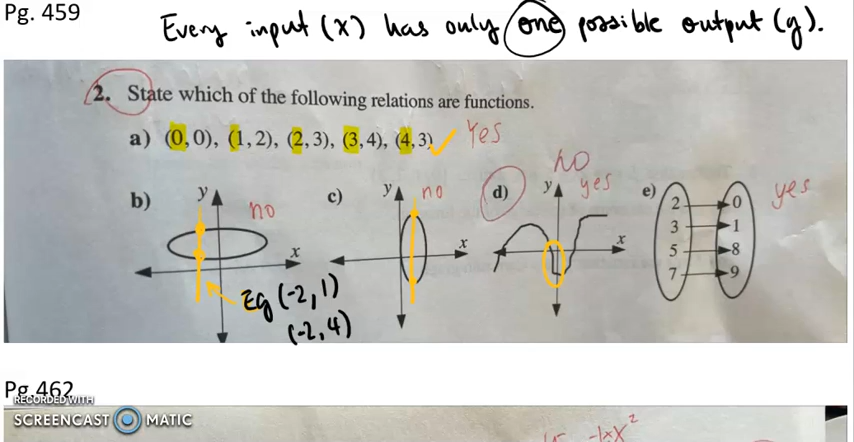 Pg. 459
Every input (x) has only one possible output (y).
2. State which of the following relations are functions.
a) (0,0), (1,2), (2,3), (3,4), (4,3) Yes
b) y no x
c) y no x
d) no y yes x
e) 2 3 5 7 0 1 8 9 yes
Eg (-2,1)
(-2,4)
Pg 462
RECORDED WITH
SCREENCAST MATIC